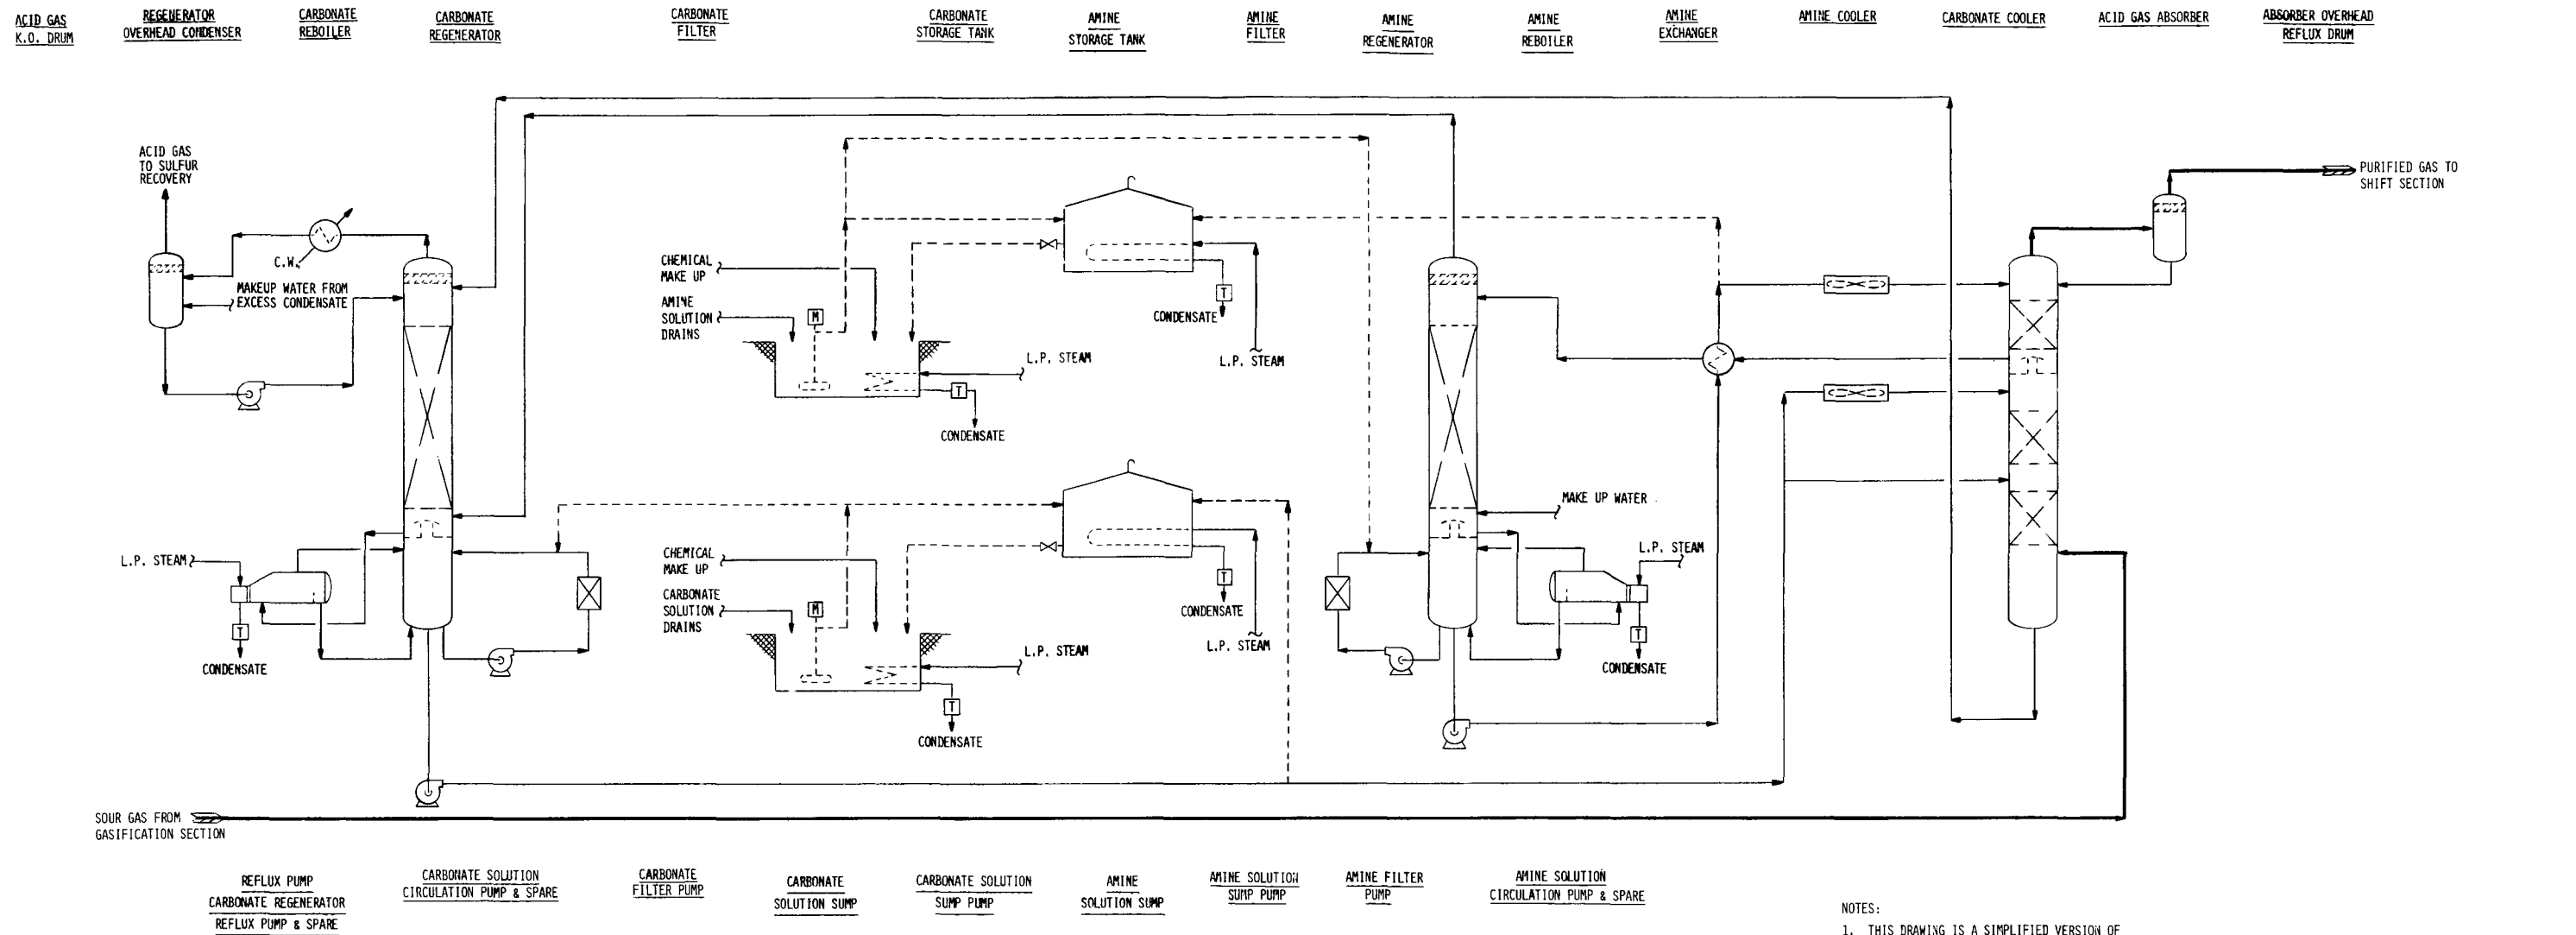 ACID GAS
K.O. DRUM
REGENERATOR
OVERHEAD CONDENSER
CARBONATE
REBOILER
CARBONATE
REGENERATOR
CARBONATE
FILTER
CARBONATE
STORAGE TANK
AMINE
STORAGE TANK
AMINE
FILTER
AMINE
REGENERATOR
AMINE
REBOILER
AMINE
EXCHANGER
AMINE COOLER
CARBONATE COOLER
ACID GAS ABSORBER
ABSORBER OVERHEAD
REFLUX DRUM
ACID GAS
TO SULFUR
RECOVERY
C.W.
MAKEUP WATER FROM
EXCESS CONDENSATE
L.P. STEAM
T
CONDENSATE
CHEMICAL
MAKE UP
AMINE
SOLUTION
DRAINS
M
L.P. STEAM
T
CONDENSATE
T
CONDENSATE
L.P. STEAM
CHEMICAL
MAKE UP
CARBONATE
SOLUTION
DRAINS
M
L.P. STEAM
T
CONDENSATE
T
CONDENSATE
L.P. STEAM
MAKE UP WATER
L.P. STEAM
T
CONDENSATE
PURIFIED GAS TO
SHIFT SECTION
SOUR GAS FROM
GASIFICATION SECTION
REFLUX PUMP
CARBONATE REGENERATOR
REFLUX PUMP & SPARE
CARBONATE SOLUTION
CIRCULATION PUMP & SPARE
CARBONATE
FILTER PUMP
CARBONATE
SOLUTION SUMP
CARBONATE SOLUTION
SUMP PUMP
AMINE
SOLUTION SUMP
AMINE SOLUTION
SUMP PUMP
AMINE FILTER
PUMP
AMINE SOLUTION
CIRCULATION PUMP & SPARE
NOTES:
1. THIS DRAWING IS A SIMPLIFIED VERSION OF